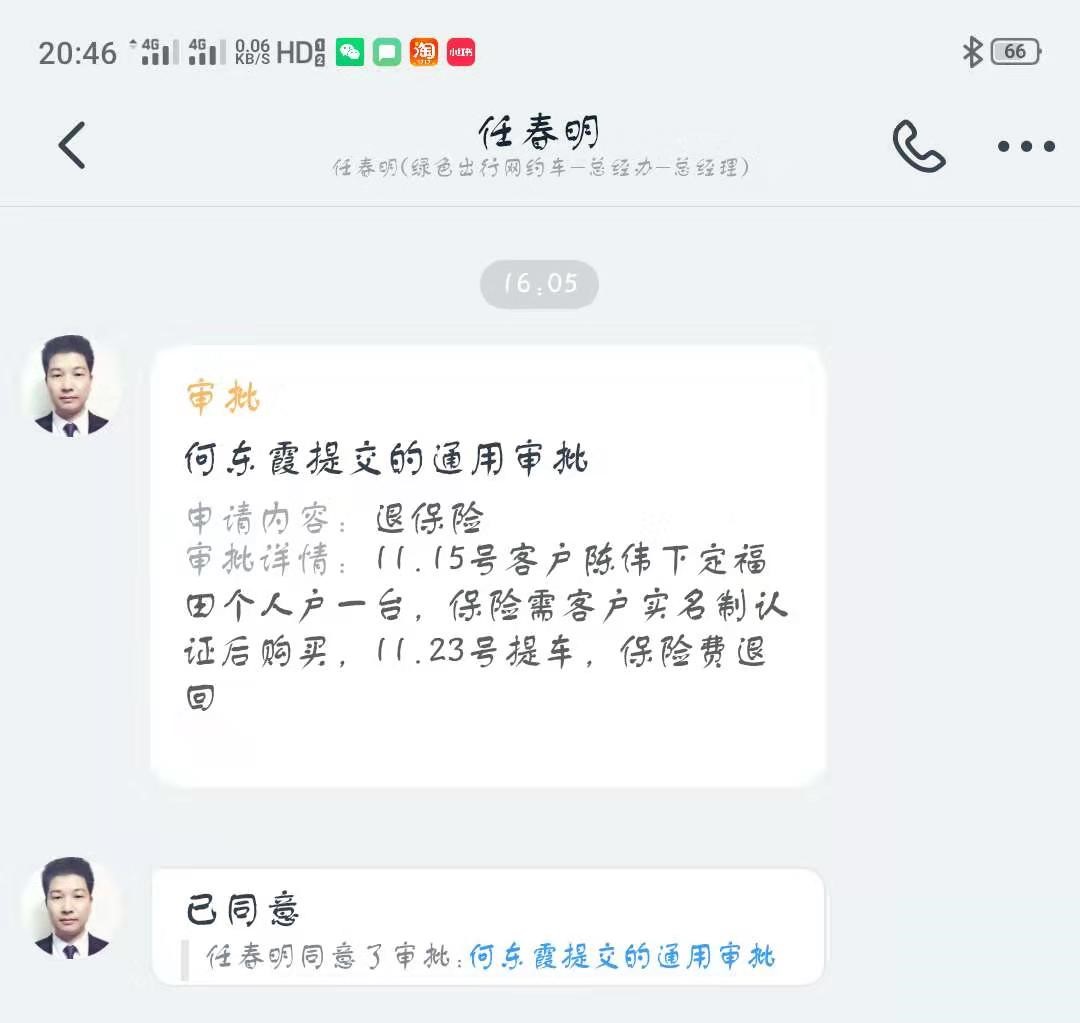 20:46 4G 4G 0.06 KB/S HD 1 2 淘 小红书 66
任春明
任春明(绿色出行网约车-总经办-总经理)
16:05
审批
何东霞提交的通用审批
申请内容：退保险
审批详情：11.15号客户陈伟下定福
田个人户一台，保险需客户实名制认
证后购买，11.23号提车，保险费退
回
已同意
任春明同意了审批:何东霞提交的通用审批